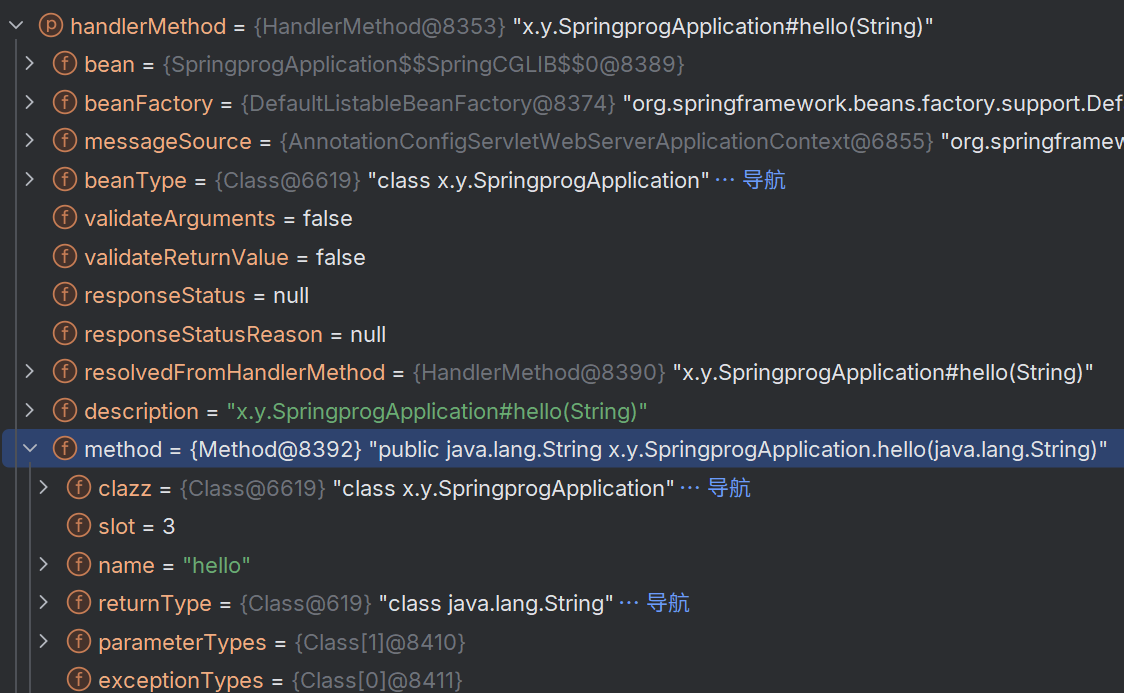 p handlerMethod = {HandlerMethod@8353} "x.y.SpringprogApplication#hello(String)"
f bean = {SpringprogApplication$$SpringCGLIB$$0@8389}
f beanFactory = {DefaultListableBeanFactory@8374} "org.springframework.beans.factory.support.Def
f messageSource = {AnnotationConfigServletWebServerApplicationContext@6855} "org.springframew
f beanType = {Class@6619} "class x.y.SpringprogApplication" ··· 导航
f validateArguments = false
f validateReturnValue = false
f responseStatus = null
f responseStatusReason = null
f resolvedFromHandlerMethod = {HandlerMethod@8390} "x.y.SpringprogApplication#hello(String)"
f description = "x.y.SpringprogApplication#hello(String)"
f method = {Method@8392} "public java.lang.String x.y.SpringprogApplication.hello(java.lang.String)"
f clazz = {Class@6619} "class x.y.SpringprogApplication" ··· 导航
f slot = 3
f name = "hello"
f returnType = {Class@619} "class java.lang.String" ··· 导航
f parameterTypes = {Class[1]@8410}
f exceptionTypes = {Class[0]@8411}